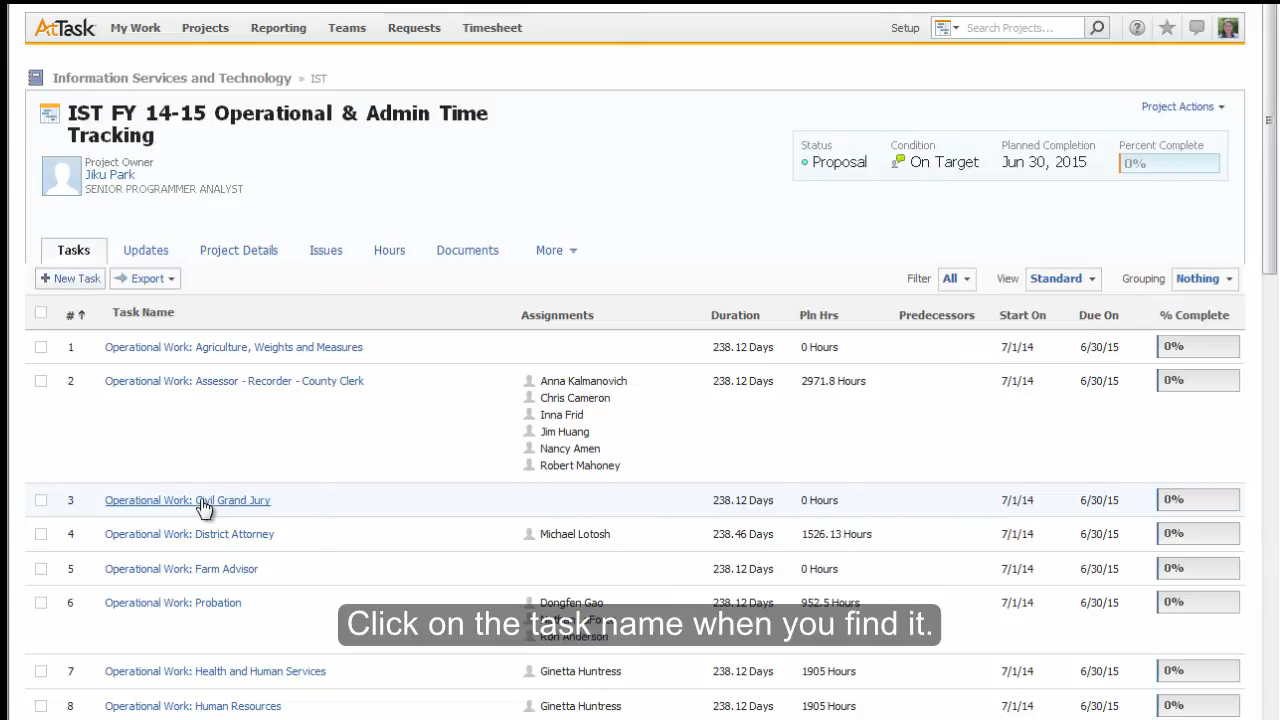 AtTask My Work Projects Reporting Teams Requests Timesheet Setup Search Projects...
Information Services and Technology » IST
IST FY 14-15 Operational & Admin Time
Tracking
Project Actions
Project Owner
Jiku Park
SENIOR PROGRAMMER ANALYST
Status Condition Planned Completion Percent Complete
Proposal On Target Jun 30, 2015 0%
Tasks Updates Project Details Issues Hours Documents More
New Task Export Filter All View Standard Grouping Nothing
# Task Name Assignments Duration Pln Hrs Predecessors Start On Due On % Complete
1 Operational Work: Agriculture, Weights and Measures 238.12 Days 0 Hours 7/1/14 6/30/15 0%
2 Operational Work: Assessor - Recorder - County Clerk Anna Kalmanovich 238.12 Days 2971.8 Hours 7/1/14 6/30/15 0%
Chris Cameron
Inna Frid
Jim Huang
Nancy Amen
Robert Mahoney
3 Operational Work: Civil Grand Jury 238.12 Days 0 Hours 7/1/14 6/30/15 0%
4 Operational Work: District Attorney Michael Lotosh 238.46 Days 1526.13 Hours 7/1/14 6/30/15 0%
5 Operational Work: Farm Advisor 238.12 Days 0 Hours 7/1/14 6/30/15 0%
6 Operational Work: Probation Dongfen Gao 238.12 Days 952.5 Hours 7/1/14 6/30/15 0%
Click on the task name when you find it.
Ron Anderson
7 Operational Work: Health and Human Services Ginetta Huntress 238.12 Days 1905 Hours 7/1/14 6/30/15 0%
8 Operational Work: Human Resources Ginetta Huntress 238.12 Days 1905 Hours 7/1/14 6/30/15 0%